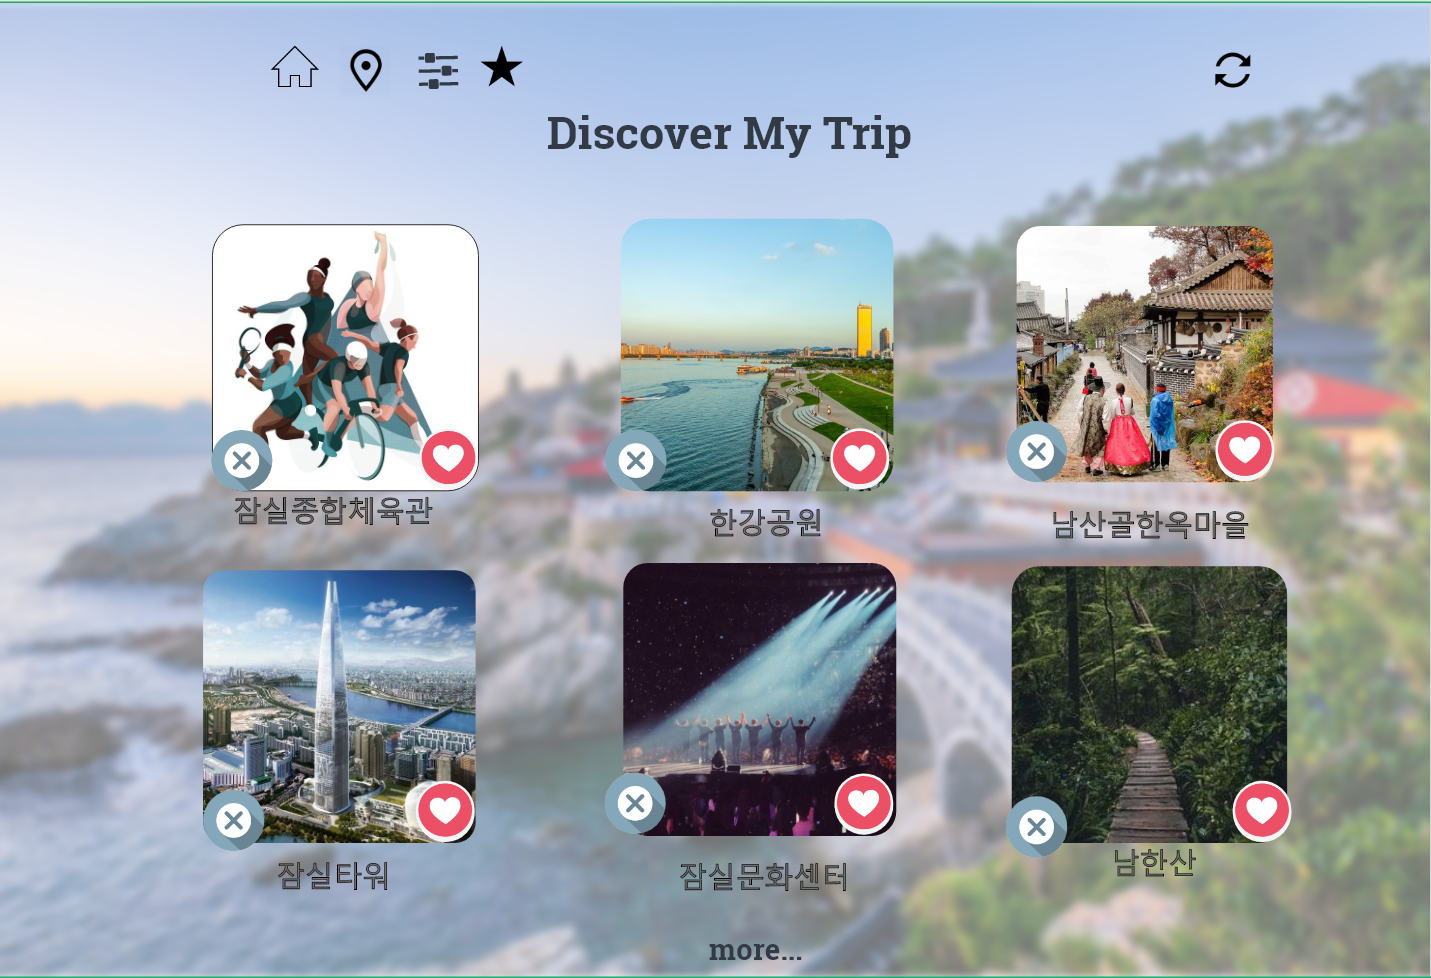 Discover My Trip
잠실종합체육관
한강공원
남산골한옥마을
잠실타워
잠실문화센터
남한산
more...